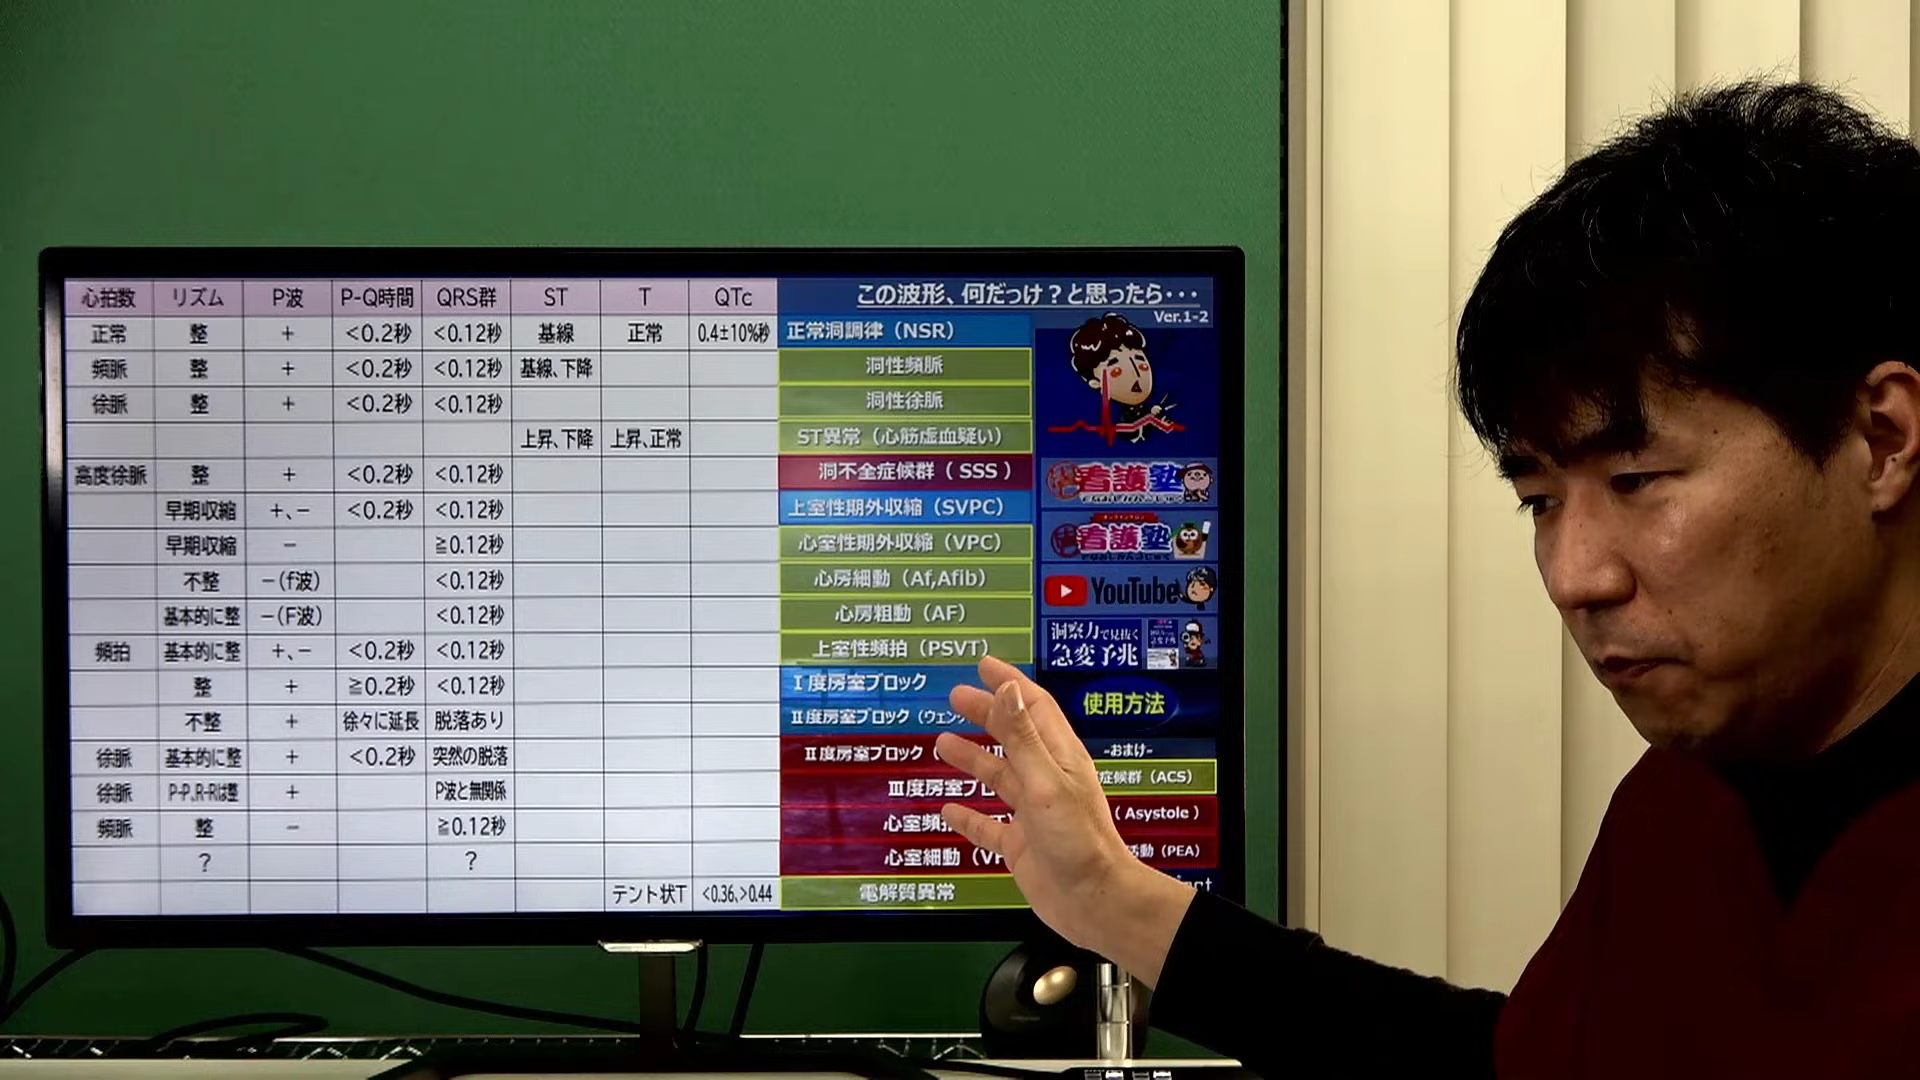 心拍数 リズム P波 P-Q時間 QRS群 ST T QTc この波形、何だっけ？と思ったら･･･
Ver.1-2
正常 整 + <0.2秒 <0.12秒 基線 正常 0.4±10%秒 正常洞調律（NSR）
頻脈 整 + <0.2秒 <0.12秒 基線、下降 洞性頻脈
徐脈 整 + <0.2秒 <0.12秒 洞性徐脈
上昇、下降 上昇、正常 ST異常（心筋虚血疑い）
高度徐脈 整 + <0.2秒 <0.12秒 洞不全症候群（SSS）
早期収縮 +、− <0.2秒 <0.12秒 上室性期外収縮（SVPC）
早期収縮 − ≧0.12秒 心室性期外収縮（VPC）
不整 −（f波） <0.12秒 心房細動（Af,Afib）
基本的に整 −（F波） <0.12秒 心房粗動（AF）
頻拍 基本的に整 +、− <0.2秒 <0.12秒 上室性頻拍（PSVT）
整 + ≧0.2秒 <0.12秒 Ⅰ度房室ブロック
不整 + 徐々に延長 脱落あり Ⅱ度房室ブロック（ウェンケ
徐脈 基本的に整 + <0.2秒 突然の脱落 Ⅱ度房室ブロック（
徐脈 P-P、R-Rは整 + P波と無関係 Ⅲ度房室ブロ
頻脈 整 − ≧0.12秒 心室頻拍
? ? 心室細動（VF
テント状T <0.36、>0.44 電解質異常
看護塾
看護塾
YouTube
洞察力で見抜く
急変予兆
使用方法
-おまけ-
症候群（ACS）
（Asystole）
活動（PEA）